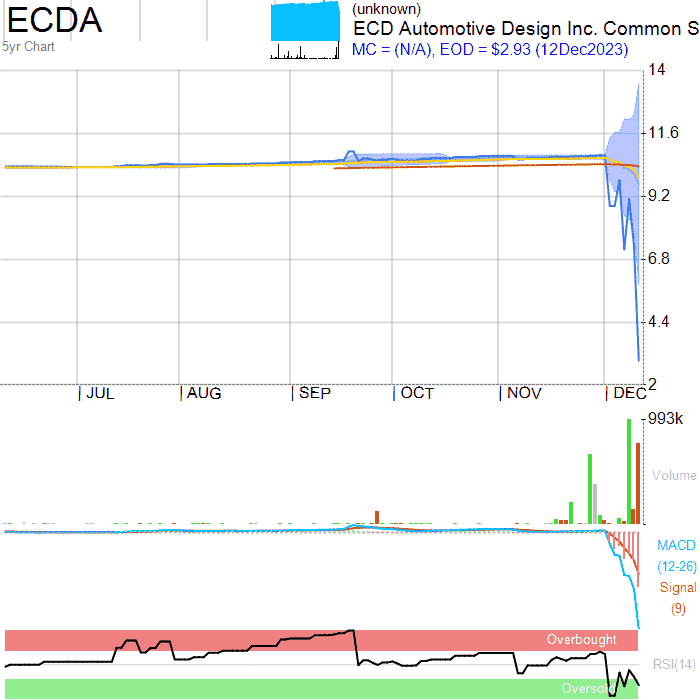 ECDA
(unknown)
ECD Automotive Design Inc. Common S
5yr Chart
MC = (N/A), EOD = $2.93 (12Dec2023)
14
11.6
9.2
6.8
4.4
2
| JUL
| AUG
| SEP
| OCT
| NOV
| DEC
993k
Volume
MACD
(12-26)
Signal
(9)
Overbought
RSI(14)
Oversold